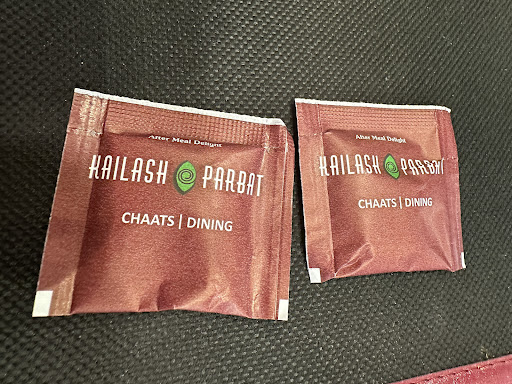 After Meal Delight
KAILASH PARBAT
CHAATS | DINING
After Meal Delight
KAILASH PARBAT
CHAATS | DINING